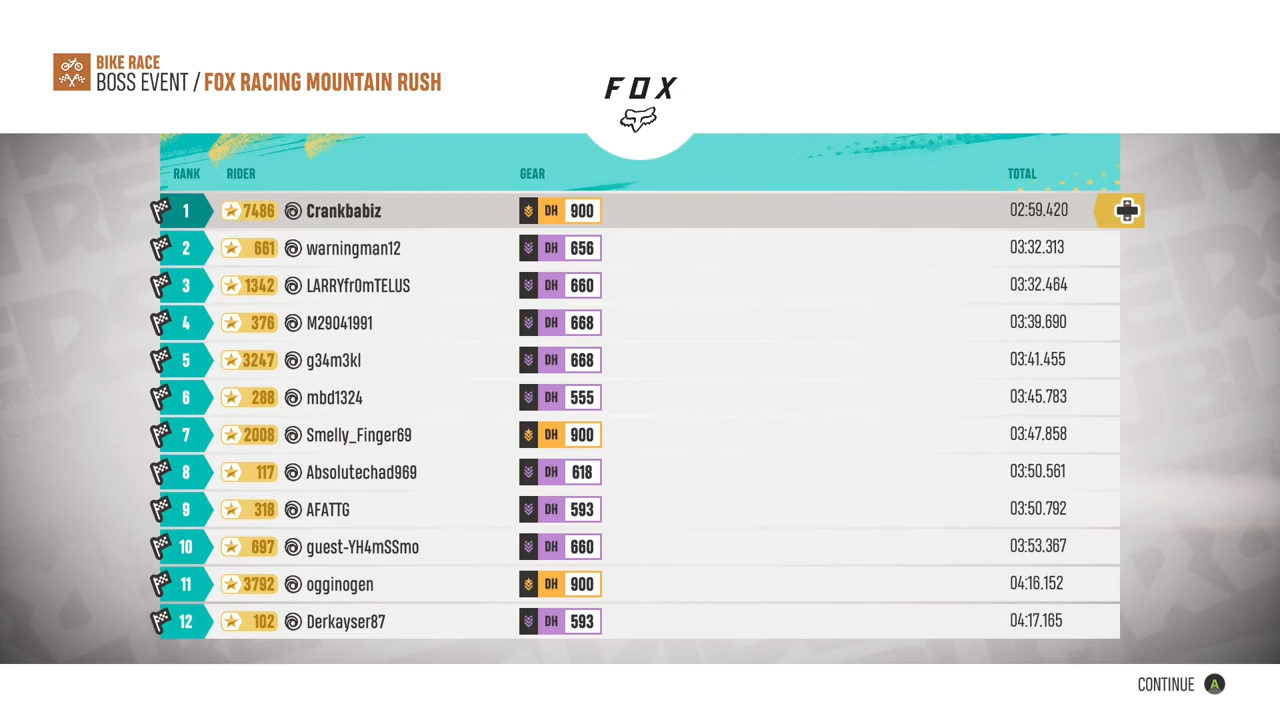 BIKE RACE
BOSS EVENT / FOX RACING MOUNTAIN RUSH
FOX
RANK RIDER GEAR TOTAL
1 7486 Crankbabiz DH 900 02:59.420
2 661 warningman12 DH 656 03:32.313
3 1342 LARRYfr0mTELUS DH 660 03:32.464
4 376 M29041991 DH 668 03:39.690
5 3247 g34m3kl DH 668 03:41.455
6 288 mbd1324 DH 555 03:45.783
7 2008 Smelly_Finger69 DH 900 03:47.858
8 117 Absolutechad969 DH 618 03:50.561
9 318 AFATTG DH 593 03:50.792
10 697 guest-YH4mSSmo DH 660 03:53.367
11 3792 ogginogen DH 900 04:16.152
12 102 Derkayser87 DH 593 04:17.165
CONTINUE A